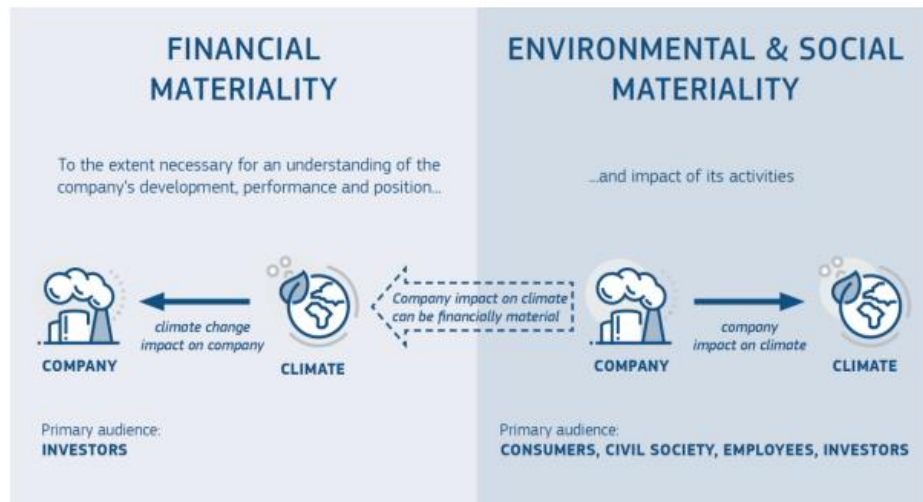 FINANCIAL
MATERIALITY
To the extent necessary for an understanding of the
company's development, performance and position...
climate change
impact on company
COMPANY
CLIMATE
Primary audience:
INVESTORS
Company impact on climate
can be financially material
ENVIRONMENTAL & SOCIAL
MATERIALITY
...and impact of its activities
company
impact on climate
COMPANY
CLIMATE
Primary audience:
CONSUMERS, CIVIL SOCIETY, EMPLOYEES, INVESTORS